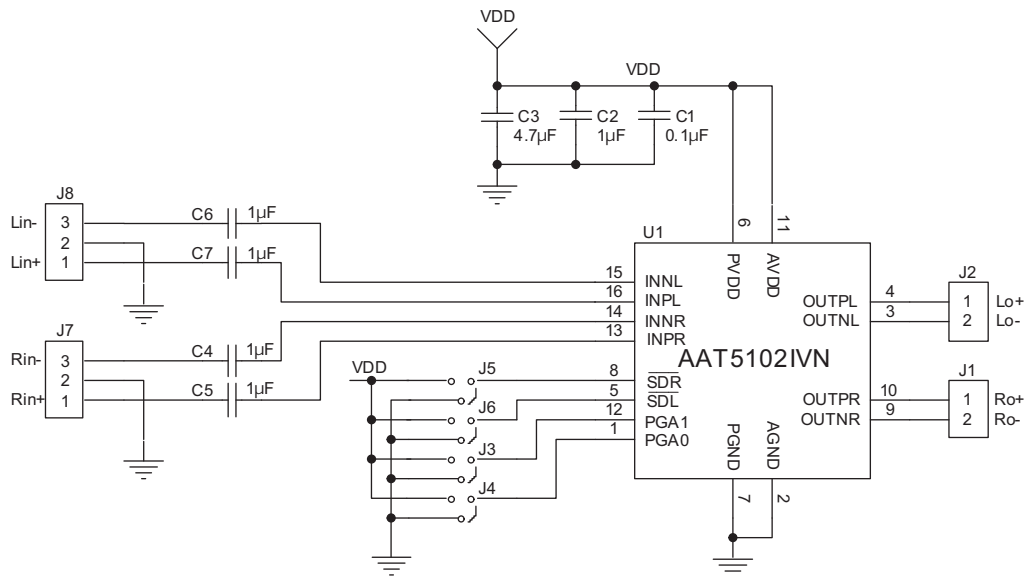 VDD
VDD
C3
4.7µF
C2
1µF
C1
0.1µF
J8
Lin-
3
2
Lin+
1
C6
1µF
C7
1µF
J7
Rin-
3
2
Rin+
1
C4
1µF
C5
1µF
VDD
J5
J6
J3
J4
U1
6
11
PVDD
AVDD
15
INNL
16
INPL
14
INNR
13
INPR
8
SDR
5
SDL
12
PGA1
1
PGA0
AAT5102IVN
OUTPL
4
OUTNL
3
OUTPR
10
OUTNR
9
PGND
AGND
7
2
J2
1
Lo+
2
Lo-
J1
1
Ro+
2
Ro-